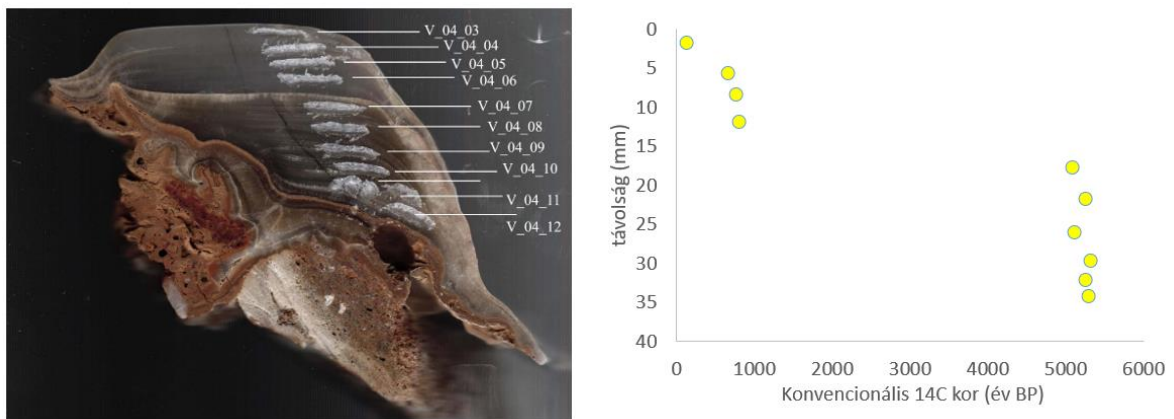 V_04_03
V_04_04
V_04_05
V_04_06
V_04_07
V_04_08
V_04_09
V_04_10
V_04_11
V_04_12
távolság (mm)
0
5
10
15
20
25
30
35
40
0 1000 2000 3000 4000 5000 6000
Konvencionális 14C kor (év BP)